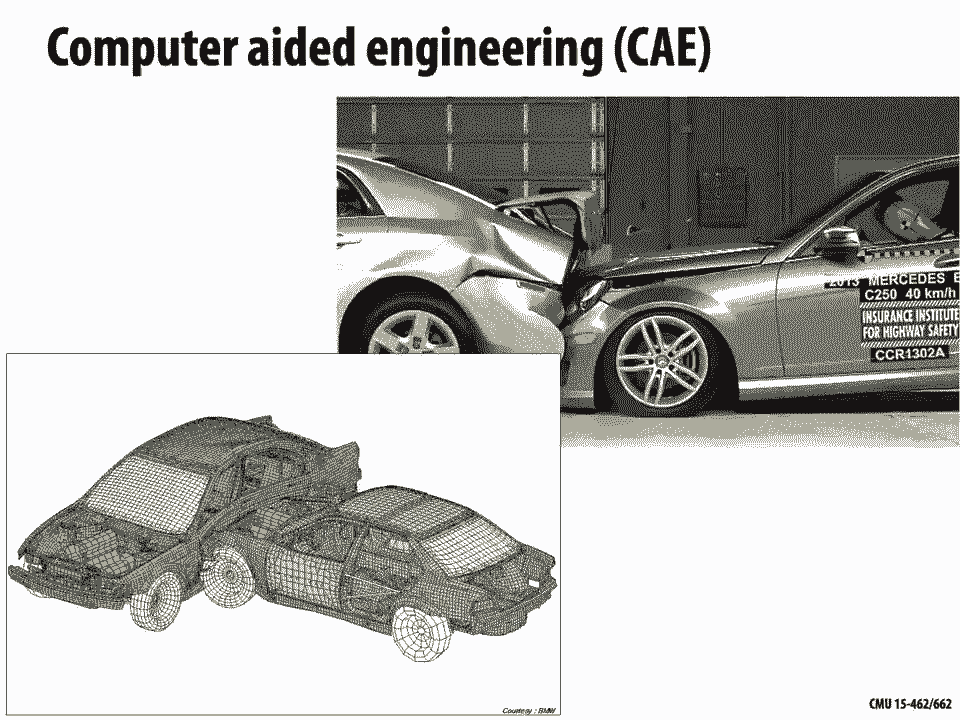 Computer aided engineering (CAE)
2013 MERCEDES
C250 40 km/h
INSURANCE INSTITUTE
FOR HIGHWAY SAFETY
CCR1302A
Courtesy : BMW
CMU 15-462/662